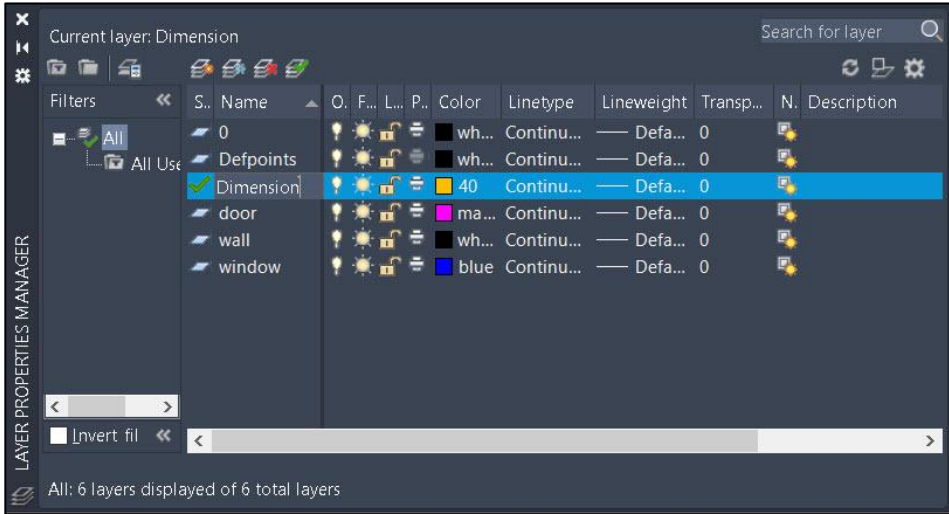 Current layer: Dimension
Search for layer
Filters
S.. Name O. F... L... P.. Color Linetype Lineweight Transp... N. Description
All
All Use
0 wh... Continu... Defa... 0
Defpoints wh... Continu... Defa... 0
Dimension 40 Continu... Defa... 0
door ma... Continu... Defa... 0
wall wh... Continu... Defa... 0
window blue Continu... Defa... 0
Invert fil
All: 6 layers displayed of 6 total layers
LAYER PROPERTIES MANAGER